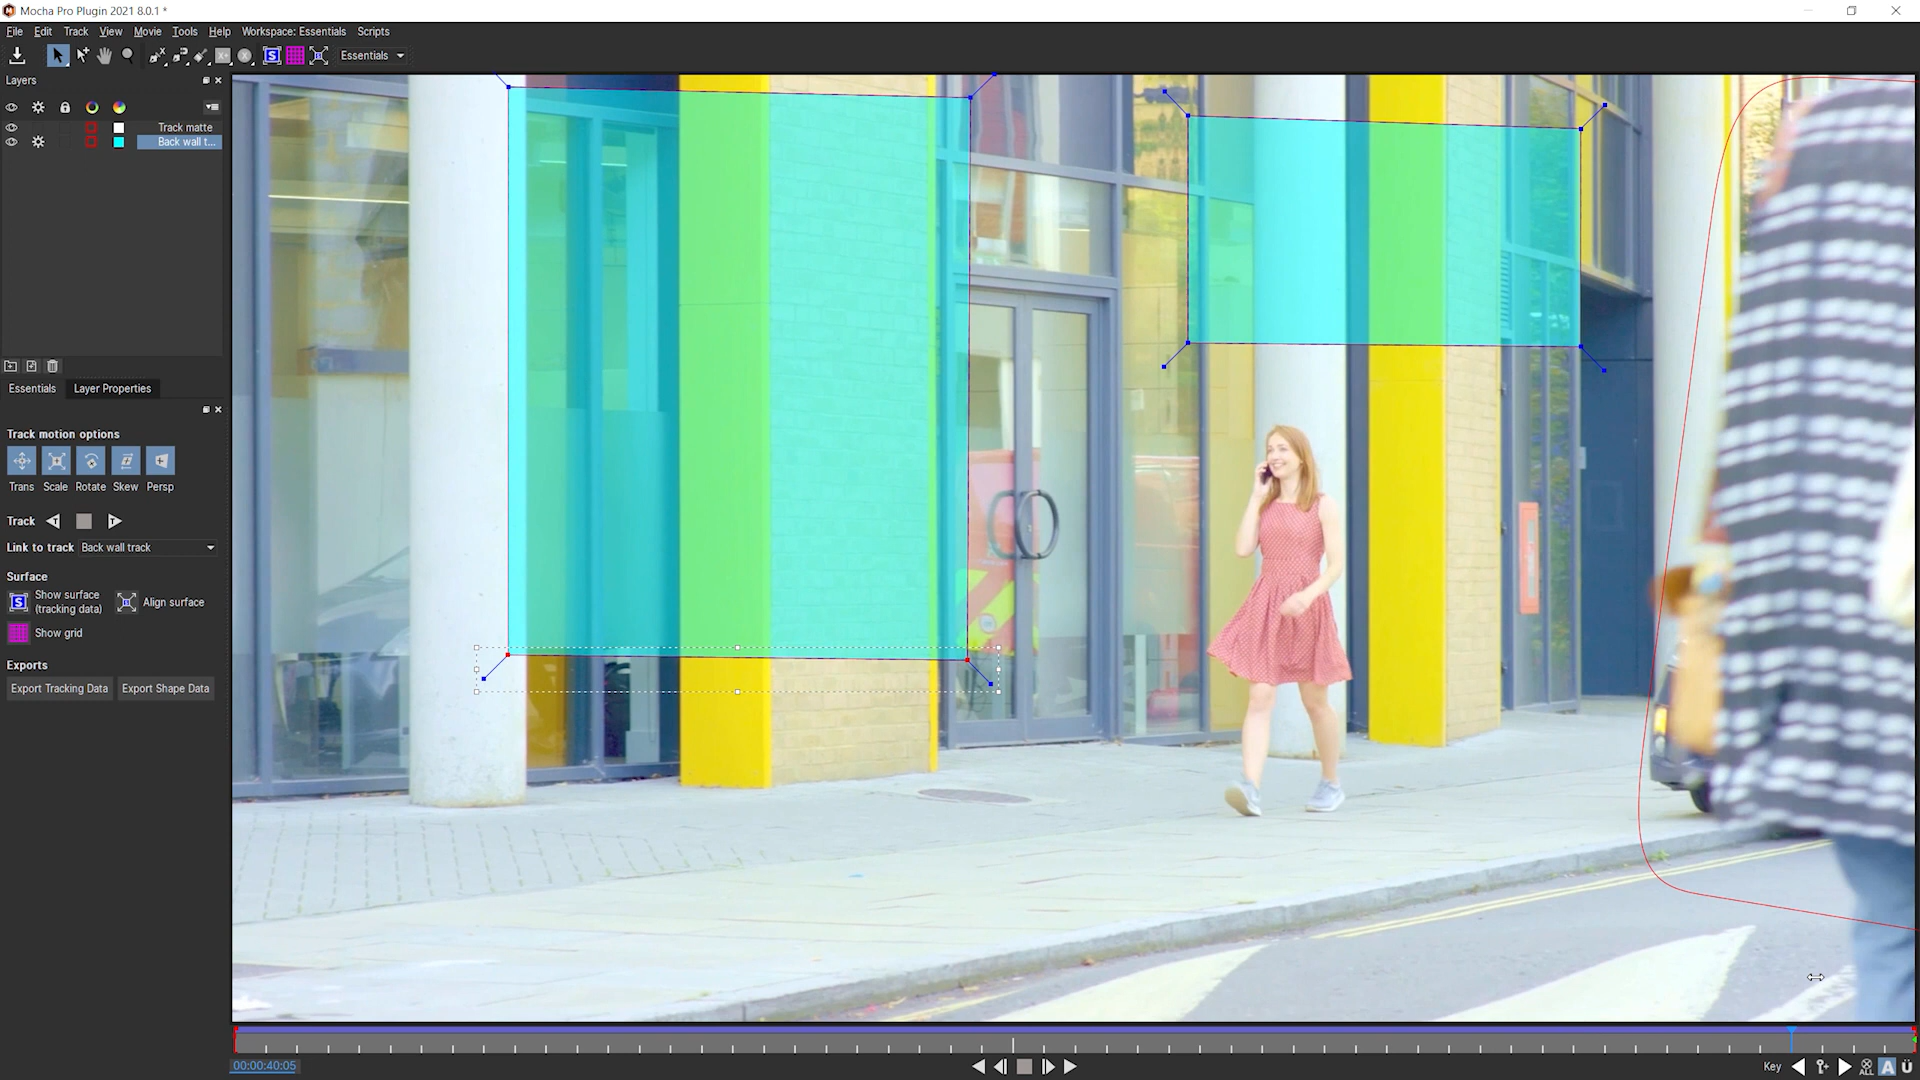 Mocha Pro Plugin 2021 8.0.1 *
File Edit Track View Movie Tools Help Workspace: Essentials Scripts
Essentials
Layers
Track matte
Back wall t...
Essentials Layer Properties
Track motion options
Trans Scale Rotate Skew Persp
Track
Link to track Back wall track
Surface
Show surface
(tracking data)
Align surface
Show grid
Exports
Export Tracking Data Export Shape Data
00:00:40:05
Key
ALL
A
Ü